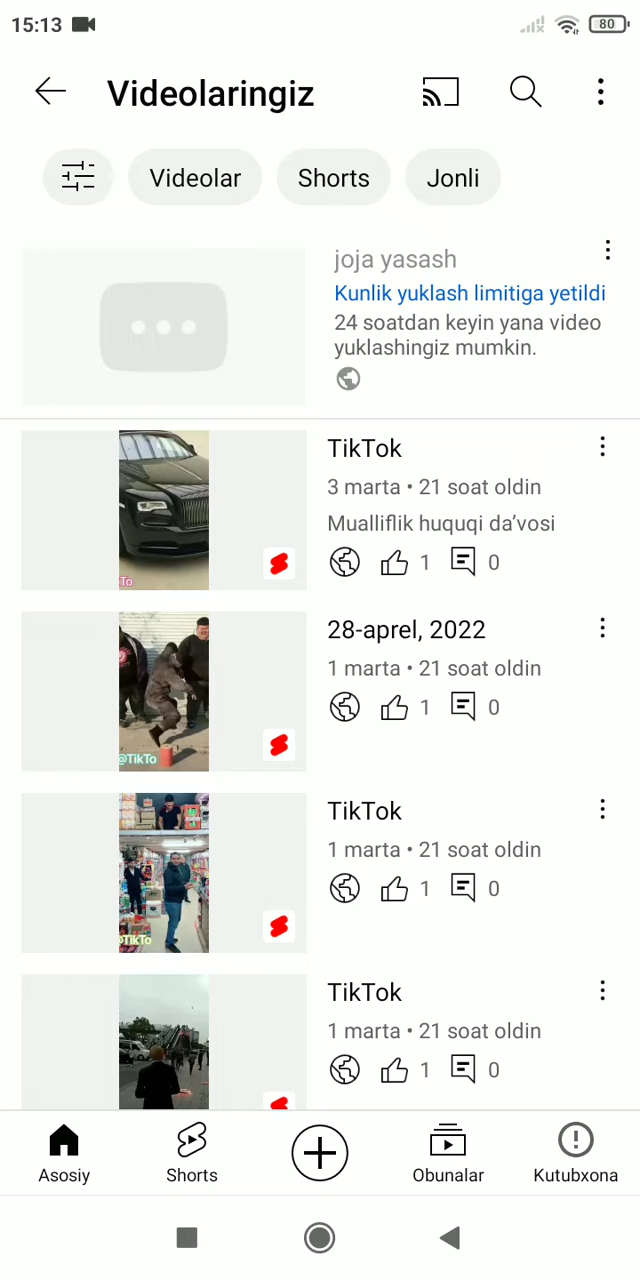 15:13
80
Videolaringiz
Videolar
Shorts
Jonli
joja yasash
Kunlik yuklash limitiga yetildi
24 soatdan keyin yana video
yuklashingiz mumkin.
TikTok
3 marta • 21 soat oldin
Mualliflik huquqi da’vosi
1
0
To
28-aprel, 2022
1 marta • 21 soat oldin
1
0
@TikTo
TikTok
1 marta • 21 soat oldin
1
0
TikTo
TikTok
1 marta • 21 soat oldin
1
0
Asosiy
Shorts
Obunalar
Kutubxona